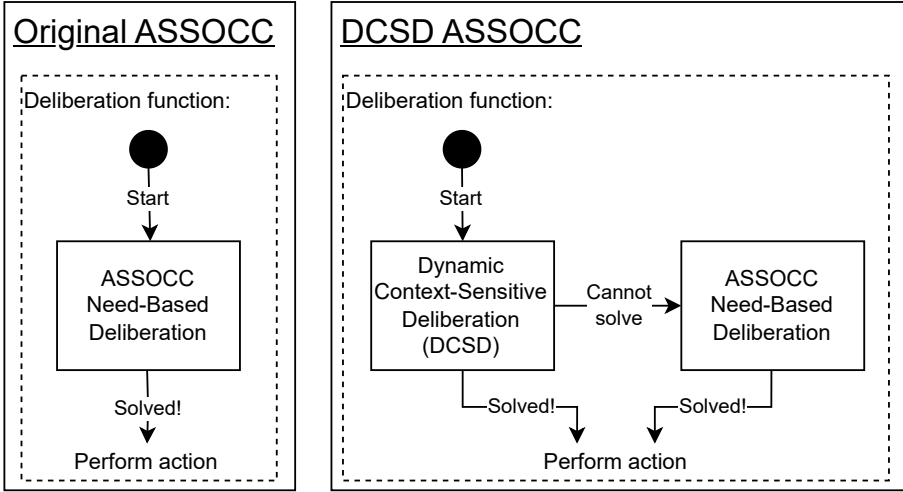 Original ASSOCC
Deliberation function:
Start
ASSOCC
Need-Based
Deliberation
Solved!
Perform action
DCSD ASSOCC
Deliberation function:
Start
Dynamic
Context-Sensitive
Deliberation
(DCSD)
Cannot
solve
ASSOCC
Need-Based
Deliberation
Solved!
Solved!
Perform action